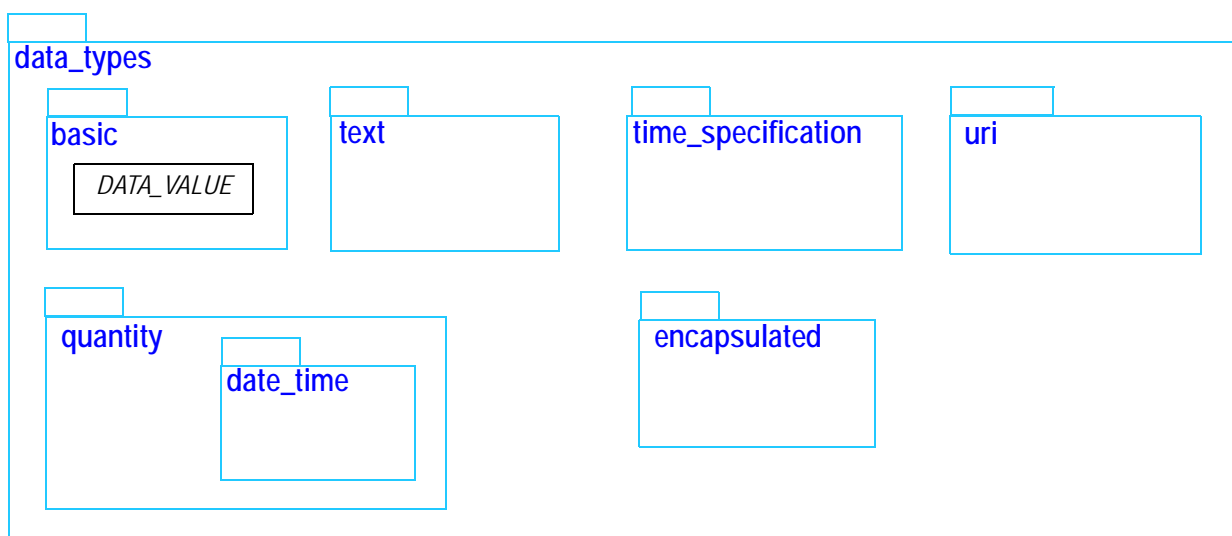 data_types
basic
text
time_specification
uri
DATA_VALUE
quantity
encapsulated
date_time